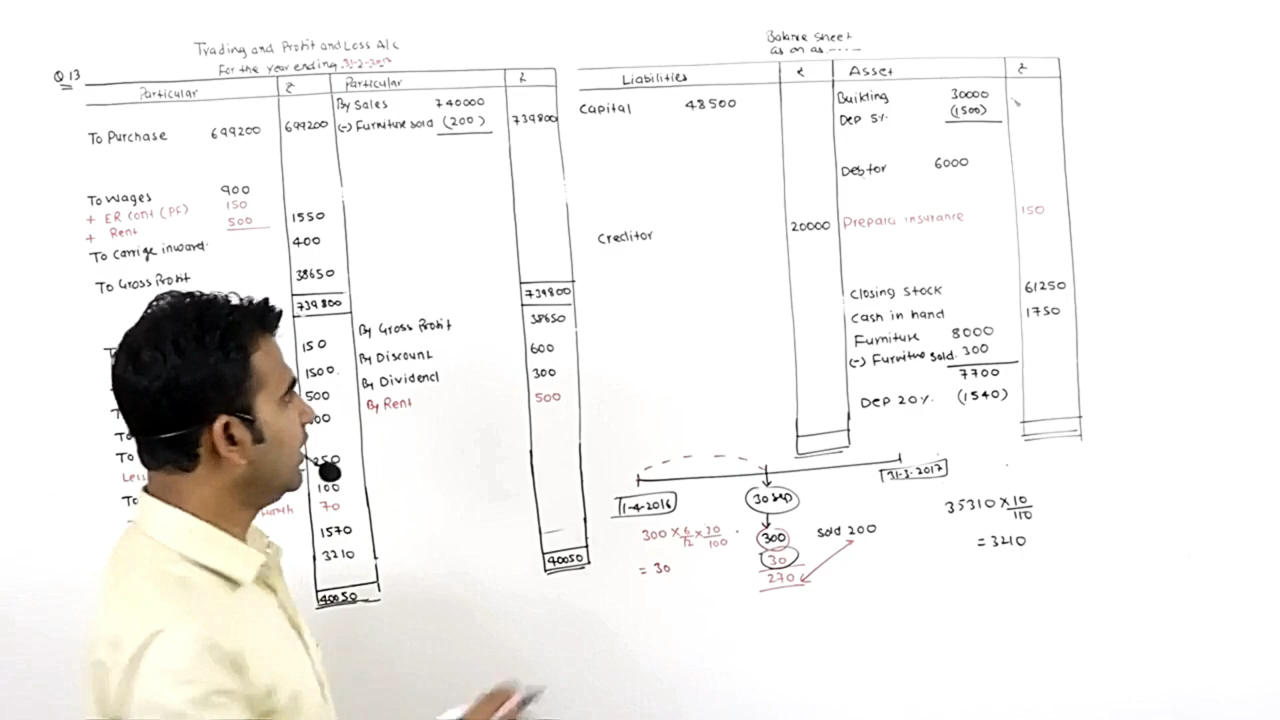 Trading and Profit and Loss A/c
For the year ending 31-2-2017
Q 13
Particular ₹ Particular ₹
By Sales 740000
To Purchase 699200 699200 (-) Furniture sold (200) 739800
To Wages 900
+ ER Cont (PF) 150
+ Rent 500 1550
To Carrige inward 400
To Gross Profit 38650
739800 739800
150 By Gross Profit 38650
1500 By Discount 600
500 By Dividend 300
By Rent 500
250
100
70
1570
3210
40050 40050
Balance Sheet
as on as .....
Liabilities ₹ Asset ₹
Capital 48500 Building 30000
Dep 5% (1500)
Debtor 6000
Creditor 20000 Prepaid insurance 150
Closing Stock 61250
Cash in hand 1750
Furniture 8000
(-) Furniture sold 300
7700
Dep 20% (1540)
1-4-2016 30 Sep 31-3-2017
300 × 6/12 × 20/100 300 Sold 200
= 30 30
270
35310 × 10/110
= 3210